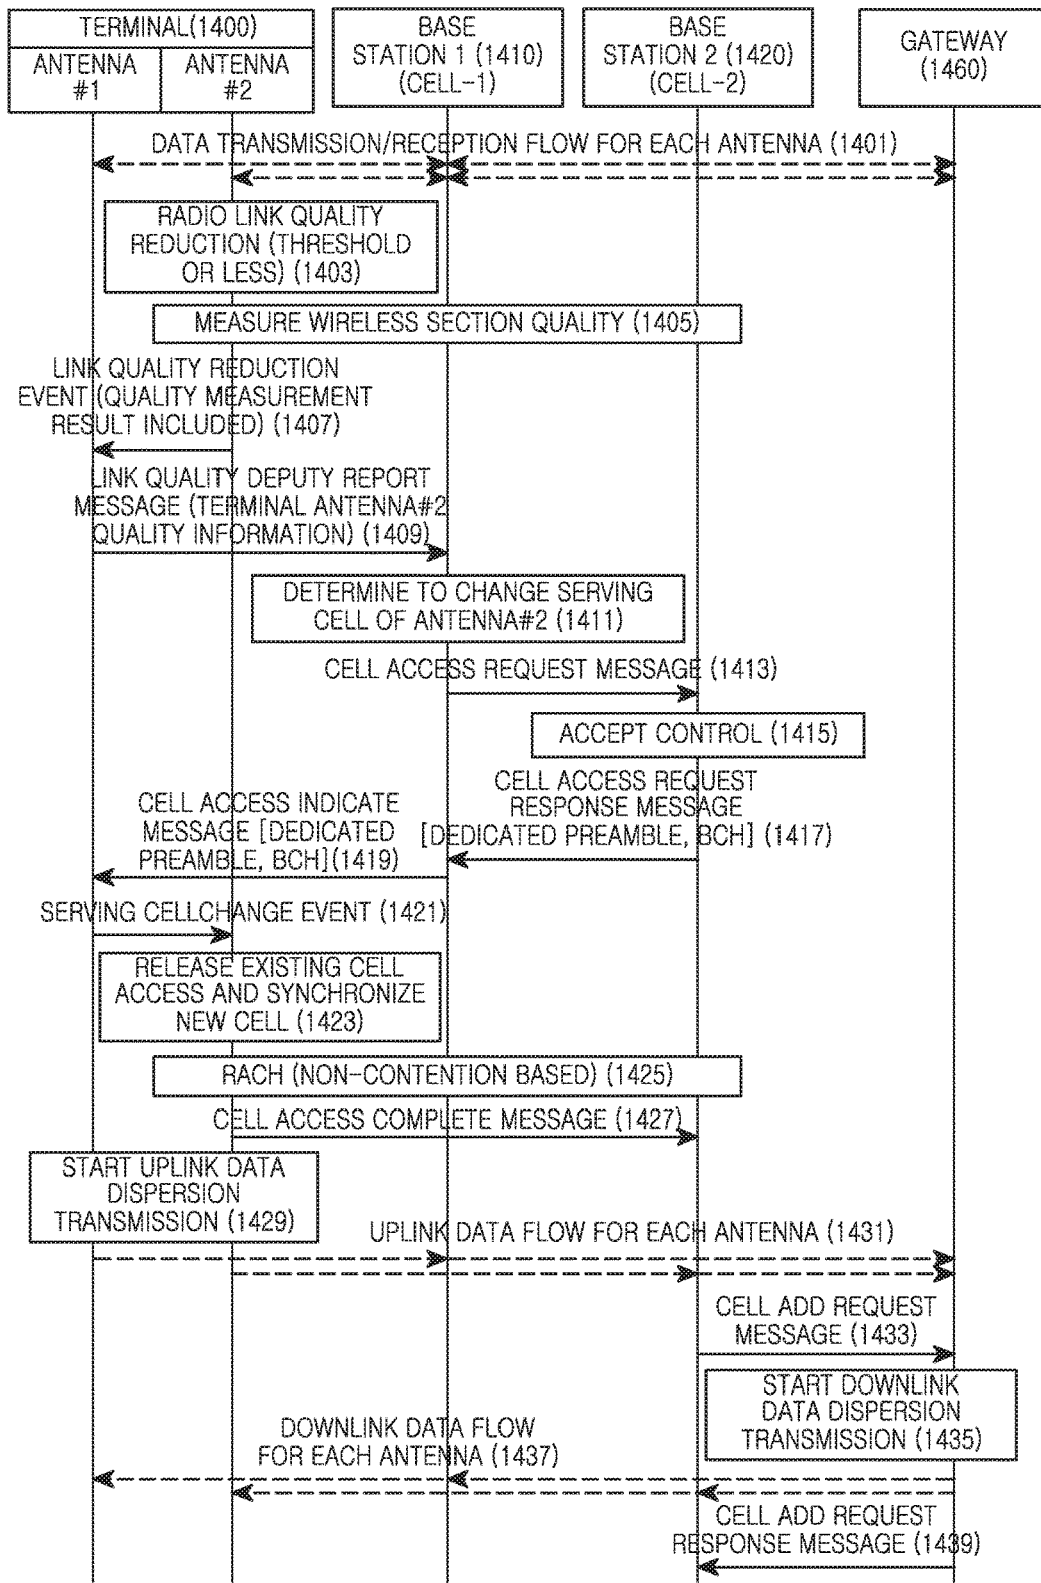 TERMINAL(1400)
ANTENNA
#1
ANTENNA
#2
BASE
STATION 1 (1410)
(CELL-1)
BASE
STATION 2 (1420)
(CELL-2)
GATEWAY
(1460)
DATA TRANSMISSION/RECEPTION FLOW FOR EACH ANTENNA (1401)
RADIO LINK QUALITY
REDUCTION (THRESHOLD
OR LESS) (1403)
MEASURE WIRELESS SECTION QUALITY (1405)
LINK QUALITY REDUCTION
EVENT (QUALITY MEASUREMENT
RESULT INCLUDED) (1407)
LINK QUALITY DEPUTY REPORT
MESSAGE (TERMINAL ANTENNA#2
QUALITY INFORMATION) (1409)
DETERMINE TO CHANGE SERVING
CELL OF ANTENNA#2 (1411)
CELL ACCESS REQUEST MESSAGE (1413)
ACCEPT CONTROL (1415)
CELL ACCESS REQUEST
RESPONSE MESSAGE
[DEDICATED PREAMBLE, BCH] (1417)
CELL ACCESS INDICATE
MESSAGE [DEDICATED
PREAMBLE, BCH](1419)
SERVING CELLCHANGE EVENT (1421)
RELEASE EXISTING CELL
ACCESS AND SYNCHRONIZE
NEW CELL (1423)
RACH (NON-CONTENTION BASED) (1425)
CELL ACCESS COMPLETE MESSAGE (1427)
START UPLINK DATA
DISPERSION
TRANSMISSION (1429)
UPLINK DATA FLOW FOR EACH ANTENNA (1431)
CELL ADD REQUEST
MESSAGE (1433)
START DOWNLINK
DATA DISPERSION
TRANSMISSION (1435)
DOWNLINK DATA FLOW
FOR EACH ANTENNA (1437)
CELL ADD REQUEST
RESPONSE MESSAGE (1439)